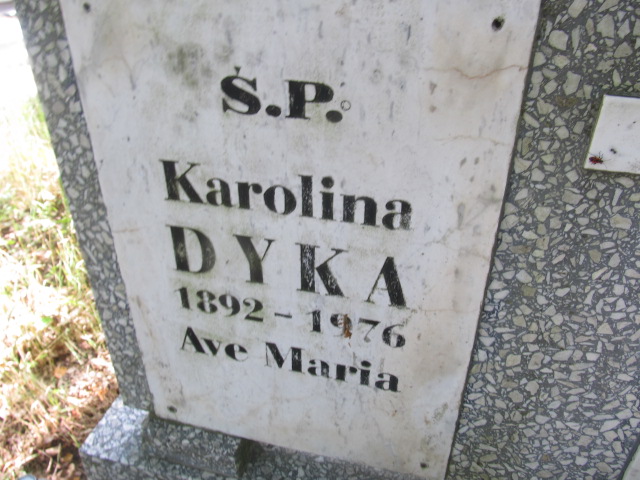 Ś.P.
Karolina
DYKA
1892-1976
Ave Maria